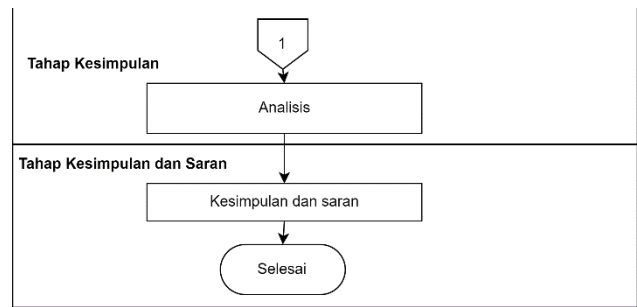 1
Tahap Kesimpulan
Analisis
Tahap Kesimpulan dan Saran
Kesimpulan dan saran
Selesai